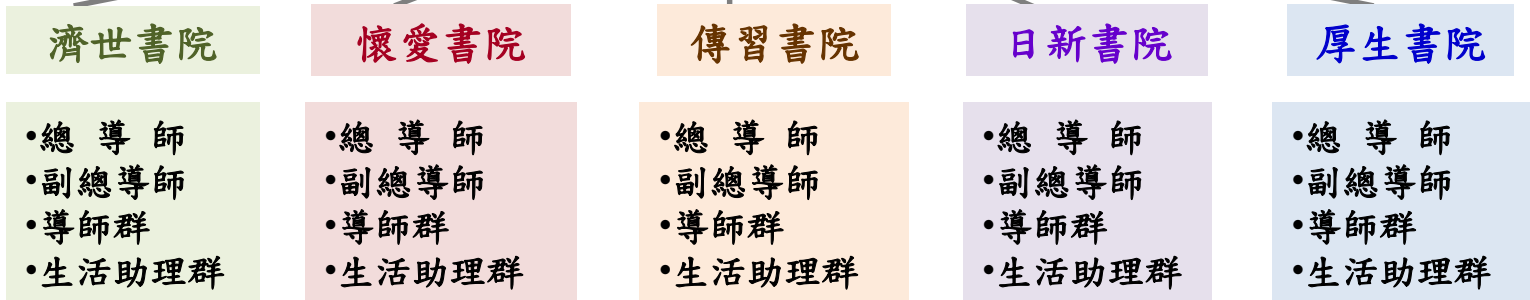 濟世書院
•總 導 師
•副總導師
•導師群
•生活助理群
懷愛書院
•總 導 師
•副總導師
•導師群
•生活助理群
傳習書院
•總 導 師
•副總導師
•導師群
•生活助理群
日新書院
•總 導 師
•副總導師
•導師群
•生活助理群
厚生書院
•總 導 師
•副總導師
•導師群
•生活助理群